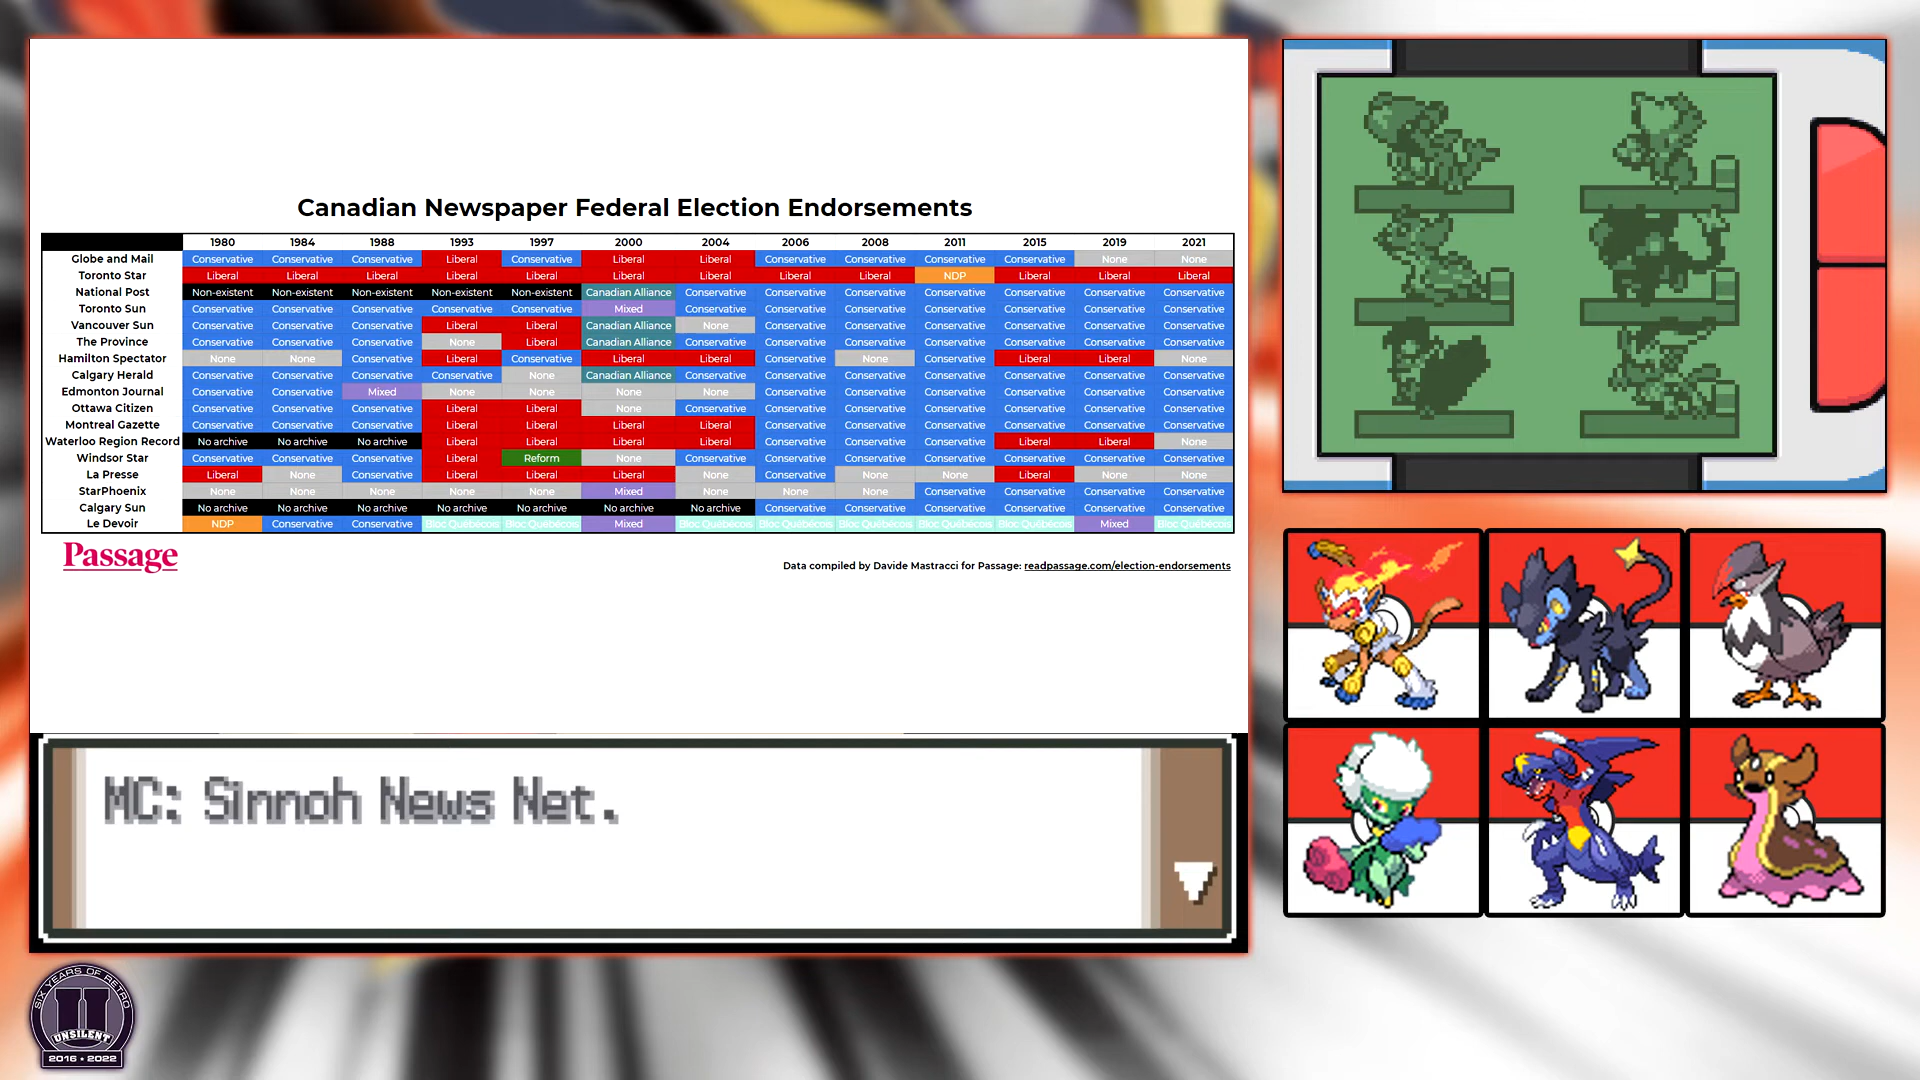 Canadian Newspaper Federal Election Endorsements
1980 1984 1988 1993 1997 2000 2004 2006 2008 2011 2015 2019 2021
Globe and Mail Conservative Conservative Conservative Liberal Conservative Liberal Liberal Conservative Conservative Conservative Conservative None None
Toronto Star Liberal Liberal Liberal Liberal Liberal Liberal Liberal Liberal Liberal NDP Liberal Liberal Liberal
National Post Non-existent Non-existent Non-existent Non-existent Non-existent Canadian Alliance Conservative Conservative Conservative Conservative Conservative Conservative Conservative
Toronto Sun Conservative Conservative Conservative Conservative Conservative Mixed Conservative Conservative Conservative Conservative Conservative Conservative Conservative
Vancouver Sun Conservative Conservative Conservative Liberal Liberal Canadian Alliance None Conservative Conservative Conservative Conservative Conservative Conservative
The Province Conservative Conservative Conservative None Liberal Canadian Alliance Conservative Conservative Conservative Conservative Conservative Conservative Conservative
Hamilton Spectator None None Conservative Liberal Conservative Liberal Liberal Conservative None Conservative Liberal Liberal None
Calgary Herald Conservative Conservative Conservative Conservative None Canadian Alliance Conservative Conservative Conservative Conservative Conservative Conservative Conservative
Edmonton Journal Conservative Conservative Mixed None None None None Conservative Conservative Conservative Conservative Conservative Conservative
Ottawa Citizen Conservative Conservative Conservative Liberal Liberal None Conservative Conservative Conservative Conservative Conservative Conservative Conservative
Montreal Gazette Conservative Conservative Conservative Liberal Liberal Liberal Liberal Conservative Conservative Conservative Conservative Conservative Conservative
Waterloo Region Record No archive No archive No archive Liberal Liberal Liberal Liberal Conservative Conservative Conservative Liberal Liberal None
Windsor Star Conservative Conservative Conservative Liberal Reform None Conservative Conservative Conservative Conservative Conservative Conservative Conservative
La Presse Liberal None Conservative Liberal Liberal Liberal None Conservative None None Liberal None None
StarPhoenix None None None None None Mixed None None None Conservative Conservative Conservative Conservative
Calgary Sun No archive No archive No archive No archive No archive No archive No archive Conservative Conservative Conservative Conservative Conservative Conservative
Le Devoir NDP Conservative Conservative Bloc Québécois Bloc Québécois Mixed Bloc Québécois Bloc Québécois Bloc Québécois Bloc Québécois Bloc Québécois Mixed Bloc Québécois
Passage
Data compiled by Davide Mastracci for Passage: readpassage.com/election-endorsements
MC: Sinnoh News Net.
SIX YEARS OF RETRO
UNSILENT
2016 • 2022